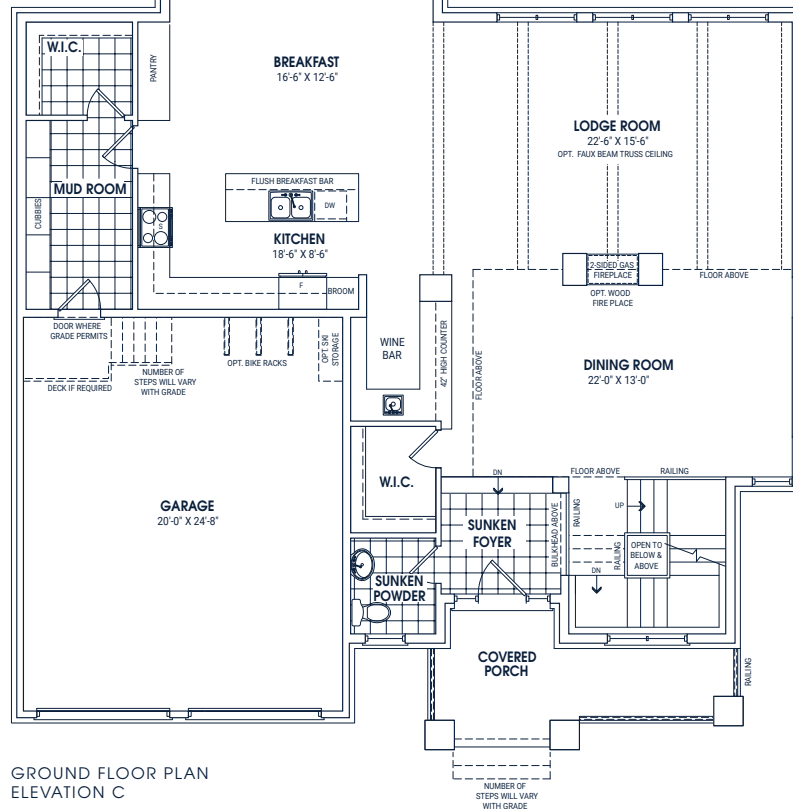 W.I.C.
PANTRY
BREAKFAST
16'-6" X 12'-6"
LODGE ROOM
22'-6" X 15'-6"
OPT. FAUX BEAM TRUSS CEILING
MUD ROOM
CUBBIES
FLUSH BREAKFAST BAR
DW
S
KITCHEN
18'-6" X 8'-6"
F
BROOM
2-SIDED GAS
FIREPLACE
FLOOR ABOVE
OPT. WOOD
FIRE PLACE
DOOR WHERE
GRADE PERMITS
DECK IF REQUIRED
NUMBER OF
STEPS WILL VARY
WITH GRADE
OPT. BIKE RACKS
OPT. SKI
STORAGE
WINE
BAR
42' HIGH COUNTER
FLOOR ABOVE
DINING ROOM
22'-0" X 13'-0"
W.I.C.
DN
FLOOR ABOVE
RAILING
GARAGE
20'-0" X 24'-8"
SUNKEN
FOYER
BULKHEAD ABOVE
RAILING
UP
RAILING
OPEN TO
BELOW &
ABOVE
DN
SUNKEN
POWDER
COVERED
PORCH
RAILING
GROUND FLOOR PLAN
ELEVATION C
NUMBER OF
STEPS WILL VARY
WITH GRADE